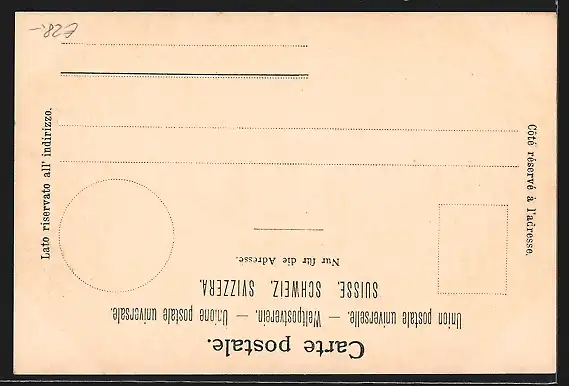 Carte postale.
Union postale universelle. — Weltpostverein. — Unione postale universale.
SUISSE. SCHWEIZ. SVIZZERA.
Nur für die Adresse.
Côté réservé à l'adresse.
Lato riservato all' indirizzo.